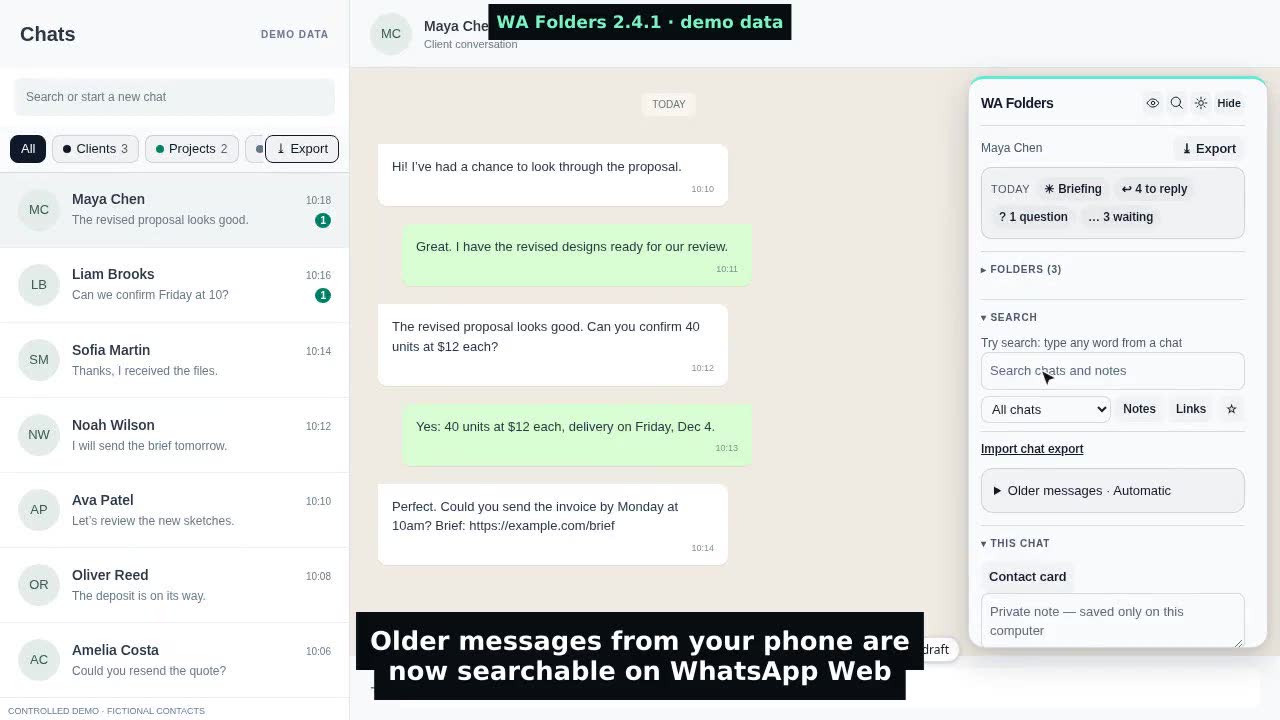 WA Folders 2.4.1 · demo data
Chats
DEMO DATA
Search or start a new chat
All
Clients 3
Projects 2
⤓ Export
MC
Maya Chen
10:18
The revised proposal looks good.
1
LB
Liam Brooks
10:16
Can we confirm Friday at 10?
1
SM
Sofia Martin
10:14
Thanks, I received the files.
NW
Noah Wilson
10:12
I will send the brief tomorrow.
AP
Ava Patel
10:10
Let's review the new sketches.
OR
Oliver Reed
10:08
The deposit is on its way.
AC
Amelia Costa
10:06
Could you resend the quote?
CONTROLLED DEMO · FICTIONAL CONTACTS
MC
Maya Che
Client conversation
TODAY
Hi! I've had a chance to look through the proposal.
10:10
Great. I have the revised designs ready for our review.
10:11
The revised proposal looks good. Can you confirm 40
units at $12 each?
10:12
Yes: 40 units at $12 each, delivery on Friday, Dec 4.
10:13
Perfect. Could you send the invoice by Monday at
10am? Brief: https://example.com/brief
10:14
draft
Older messages from your phone are
now searchable on WhatsApp Web
WA Folders
Hide
Maya Chen
⤓ Export
TODAY
☀ Briefing
↩ 4 to reply
? 1 question
… 3 waiting
▸ FOLDERS (3)
▾ SEARCH
Try search: type any word from a chat
Search chats and notes
All chats
Notes
Links
☆
Import chat export
▶ Older messages · Automatic
▾ THIS CHAT
Contact card
Private note — saved only on this
computer